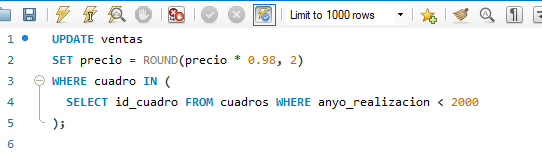 Limit to 1000 rows
1 UPDATE ventas
2 SET precio = ROUND(precio * 0.98, 2)
3 WHERE cuadro IN (
4 SELECT id_cuadro FROM cuadros WHERE anyo_realizacion < 2000
5 );
6